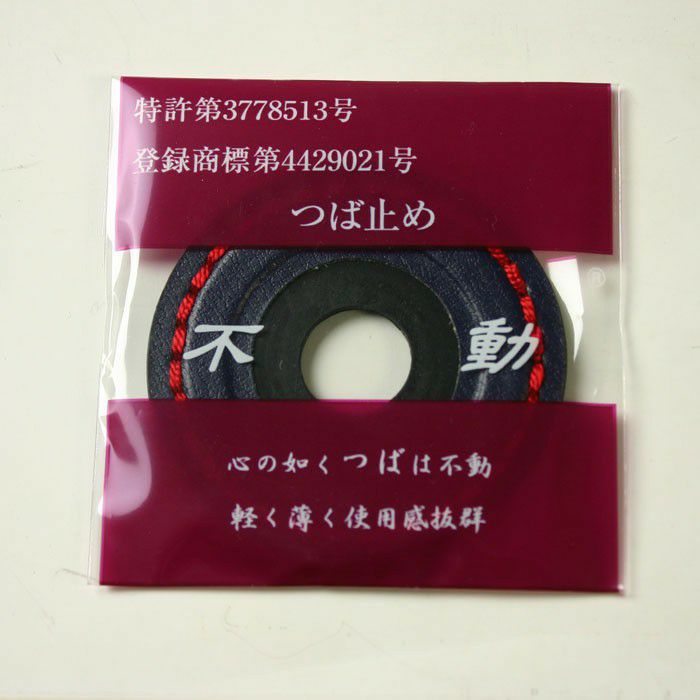 特許第3778513号
登録商標第4429021号
つば止め
不 動
心の如くつばは不動
軽く薄く使用感抜群